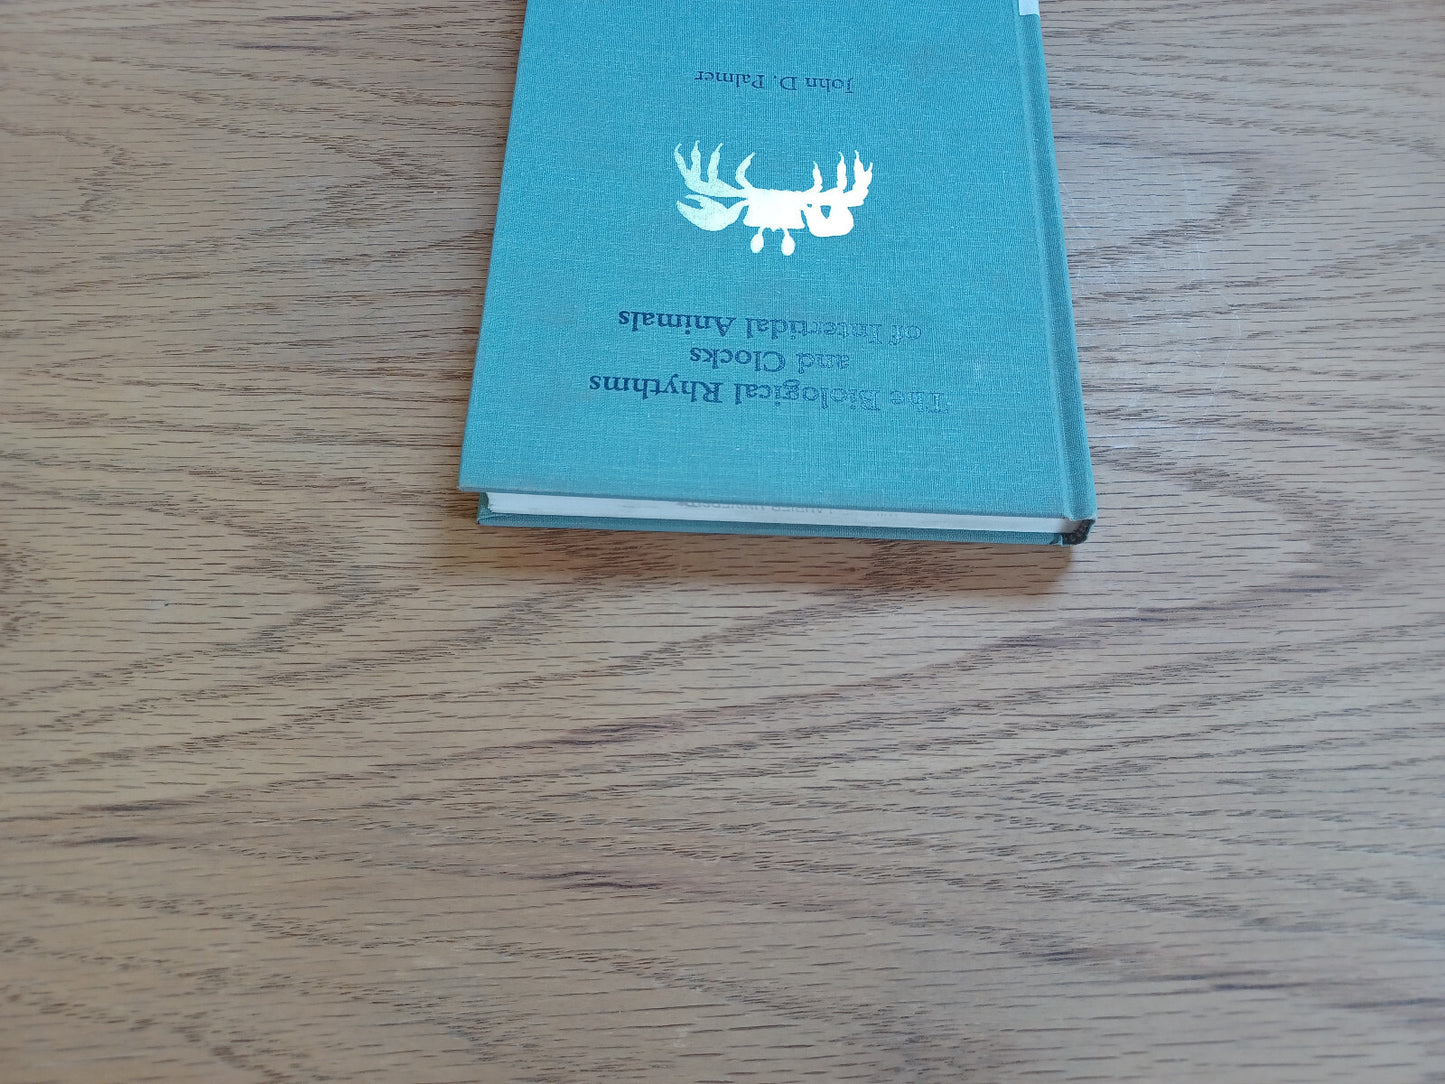 The Biological Rhythms
and Clocks
of Intertidal Animals
John D. Palmer